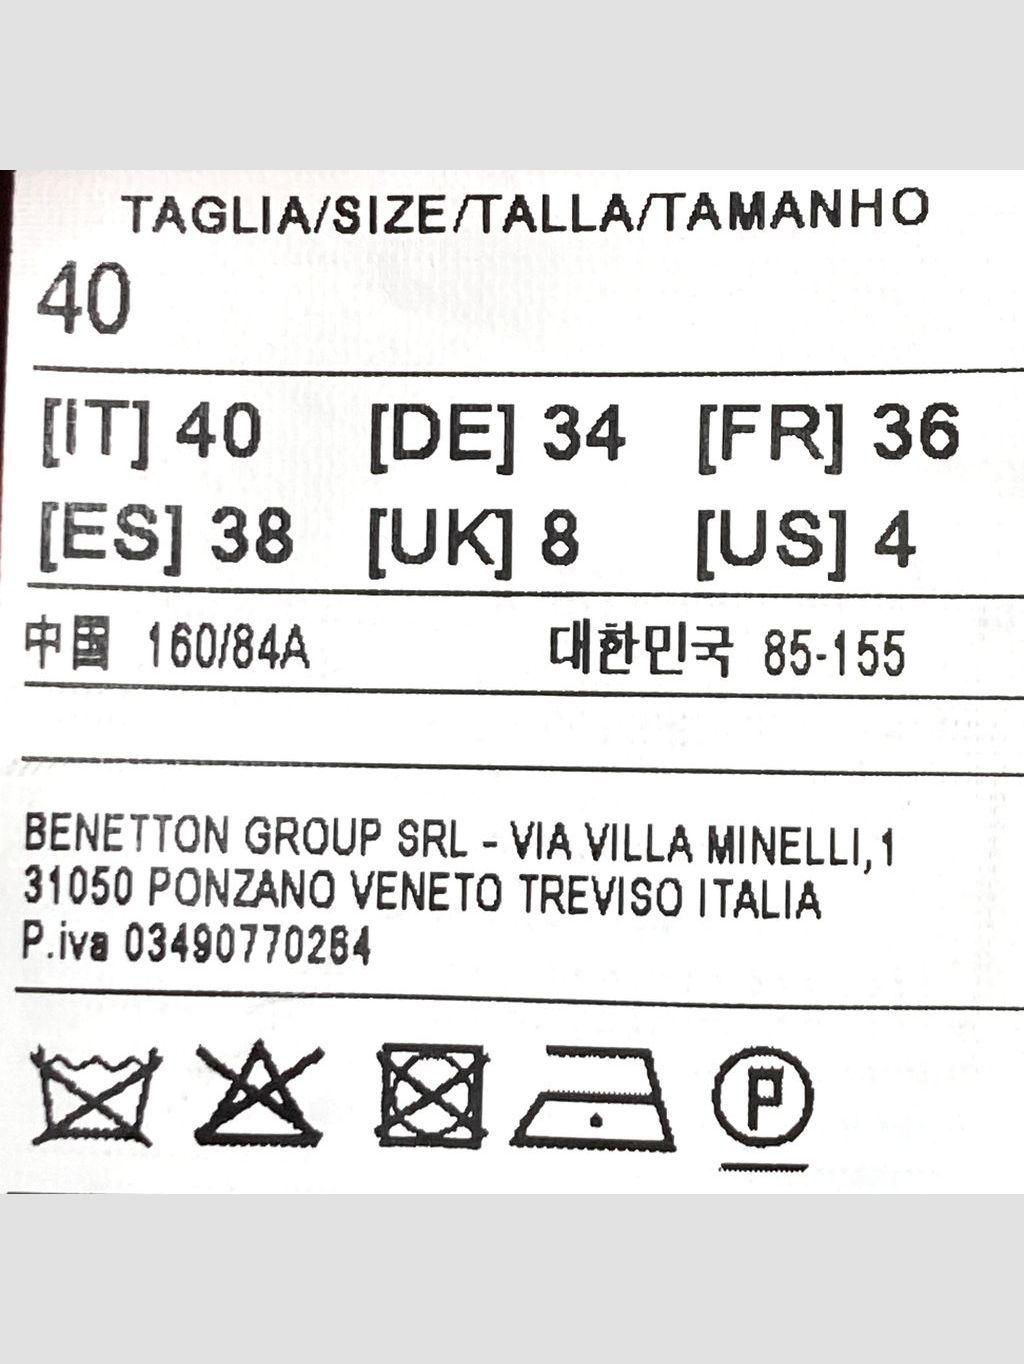 TAGLIA/SIZE/TALLA/TAMANHO
40
[IT] 40 [DE] 34 [FR] 36
[ES] 38 [UK] 8 [US] 4
中國 160/84A 대한민국 85-155
BENETTON GROUP SRL - VIA VILLA MINELLI,1
31050 PONZANO VENETO TREVISO ITALIA
P.iva 03490770264
P